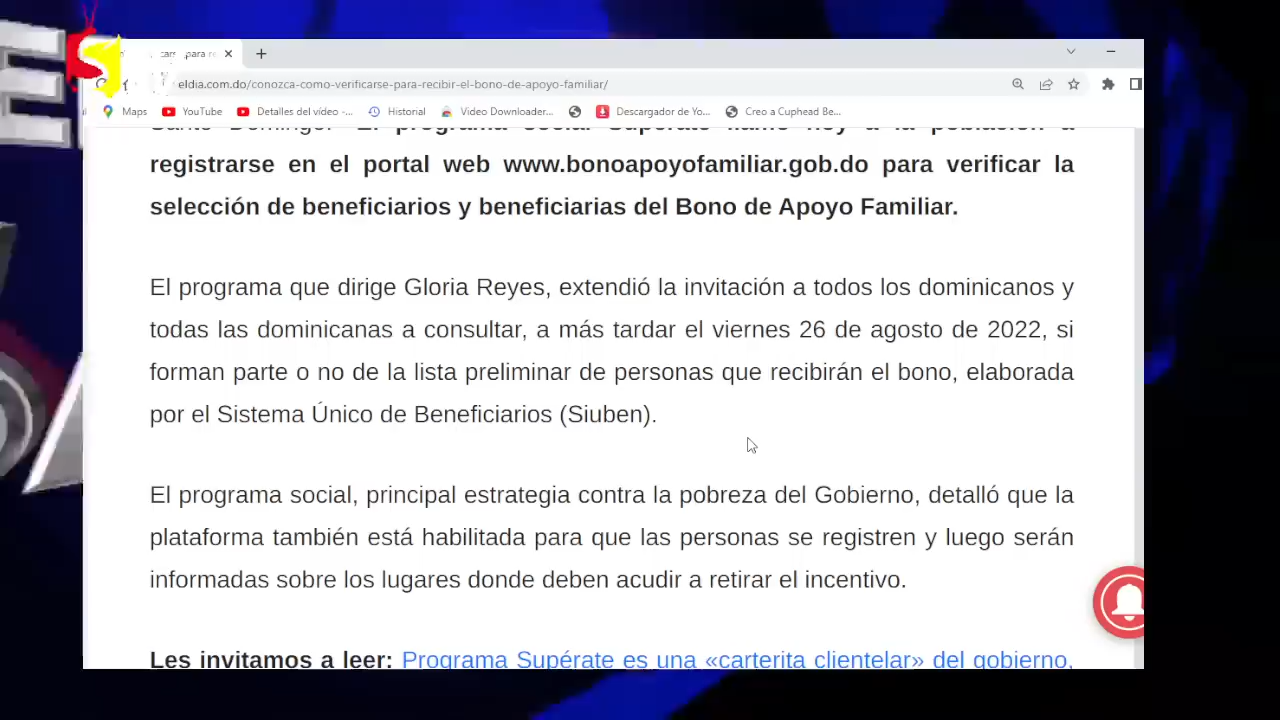 ES
para re
eldia.com.do/conozca-como-verificarse-para-recibir-el-bono-de-apoyo-familiar/
Maps YouTube Detalles del vídeo -... Historial Video Downloader... Descargador de Yo... Creo a Cuphead Be...
Santo Domingo.- El programa social Supérate llamó hoy a la población a
registrarse en el portal web www.bonoapoyofamiliar.gob.do para verificar la
selección de beneficiarios y beneficiarias del Bono de Apoyo Familiar.
El programa que dirige Gloria Reyes, extendió la invitación a todos los dominicanos y
todas las dominicanas a consultar, a más tardar el viernes 26 de agosto de 2022, si
forman parte o no de la lista preliminar de personas que recibirán el bono, elaborada
por el Sistema Único de Beneficiarios (Siuben).
El programa social, principal estrategia contra la pobreza del Gobierno, detalló que la
plataforma también está habilitada para que las personas se registren y luego serán
informadas sobre los lugares donde deben acudir a retirar el incentivo.
Les invitamos a leer: Programa Supérate es una «carterita clientelar» del gobierno,